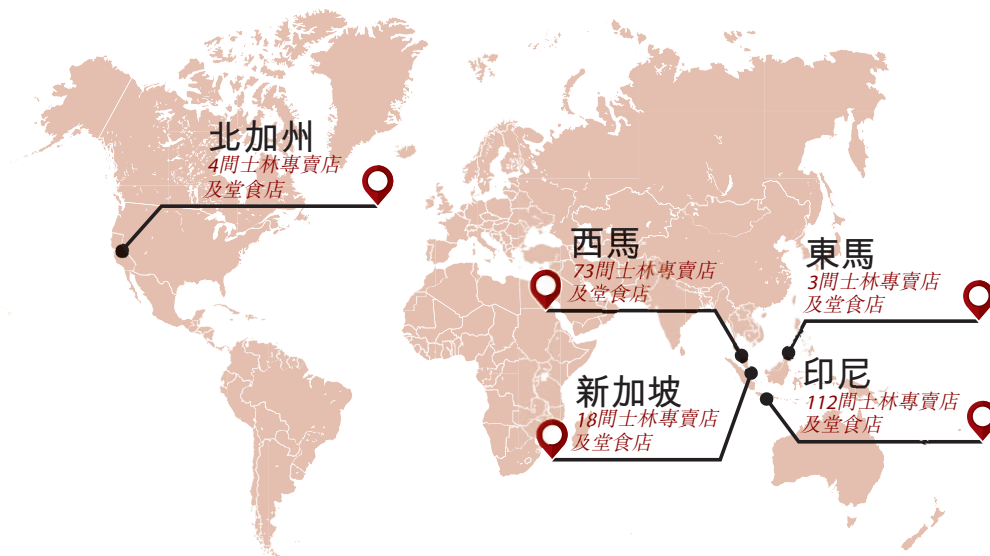 北加州
4間士林專賣店
及堂食店
西馬
73間士林專賣店
及堂食店
東馬
3間士林專賣店
及堂食店
新加坡
18間士林專賣店
及堂食店
印尼
112間士林專賣店
及堂食店